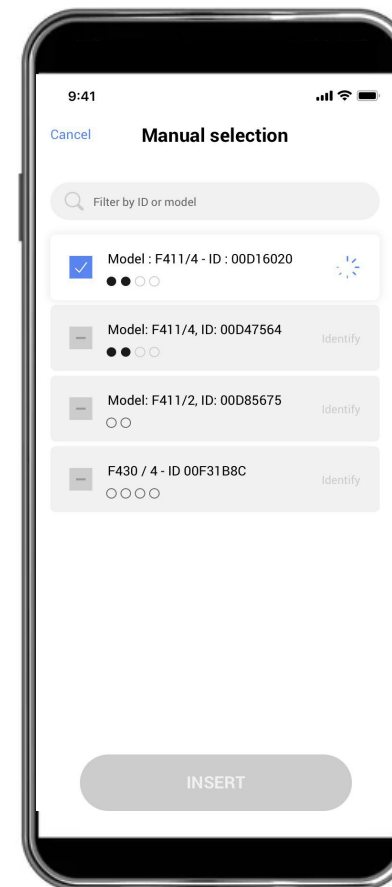 9:41
Cancel Manual selection
Filter by ID or model
Model : F411/4 - ID : 00D16020
Model: F411/4, ID: 00D47564
Identify
Model: F411/2, ID: 00D85675
Identify
F430 / 4 - ID 00F31B8C
Identify
INSERT